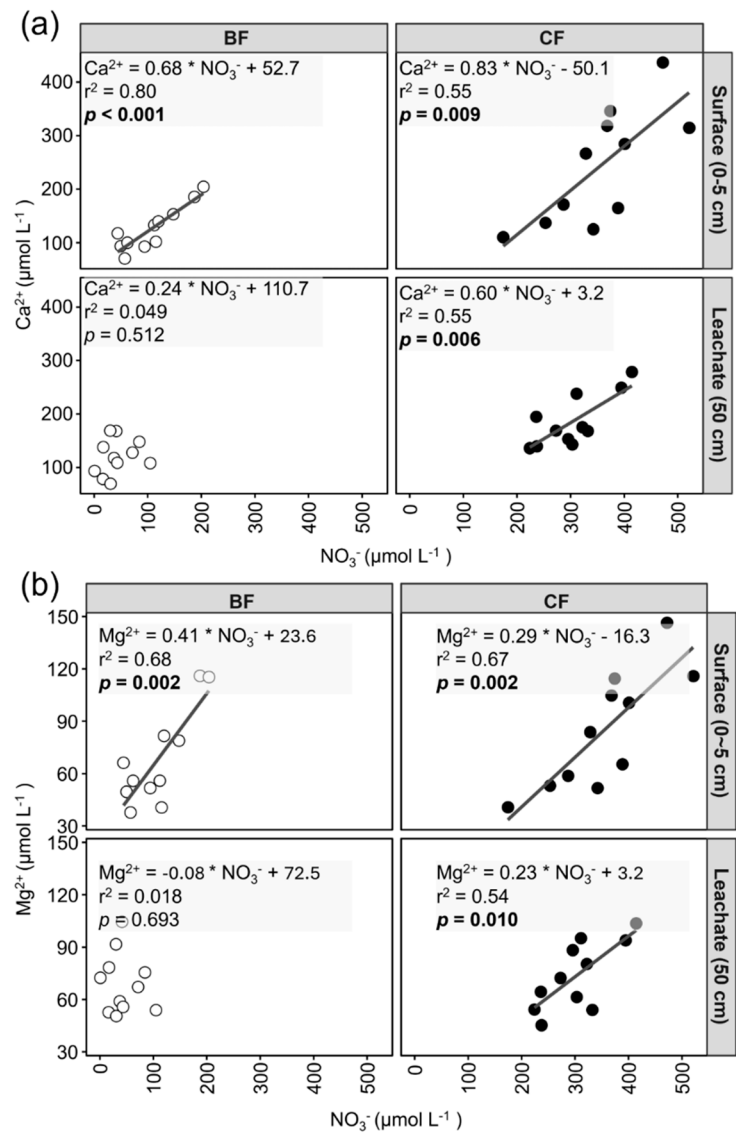 (a)
BF
CF
Ca²⁺ = 0.68 * NO₃⁻ + 52.7
r² = 0.80
p < 0.001
Ca²⁺ = 0.83 * NO₃⁻ - 50.1
r² = 0.55
p = 0.009
Surface (0-5 cm)
400
300
200
100
Ca²⁺ (µmol L⁻¹ )
Ca²⁺ = 0.24 * NO₃⁻ + 110.7
r² = 0.049
p = 0.512
Ca²⁺ = 0.60 * NO₃⁻ + 3.2
r² = 0.55
p = 0.006
Leachate (50 cm)
400
300
200
100
0
100
200
300
400
500
0
100
200
300
400
500
NO₃⁻ (µmol L⁻¹ )
(b)
BF
CF
Mg²⁺ = 0.41 * NO₃⁻ + 23.6
r² = 0.68
p = 0.002
Mg²⁺ = 0.29 * NO₃⁻ - 16.3
r² = 0.67
p = 0.002
Surface (0~5 cm)
150
120
90
60
30
Mg²⁺ (µmol L⁻¹ )
Mg²⁺ = -0.08 * NO₃⁻ + 72.5
r² = 0.018
p = 0.693
Mg²⁺ = 0.23 * NO₃⁻ + 3.2
r² = 0.54
p = 0.010
Leachate (50 cm)
150
120
90
60
30
0
100
200
300
400
500
0
100
200
300
400
500
NO₃⁻ (µmol L⁻¹ )